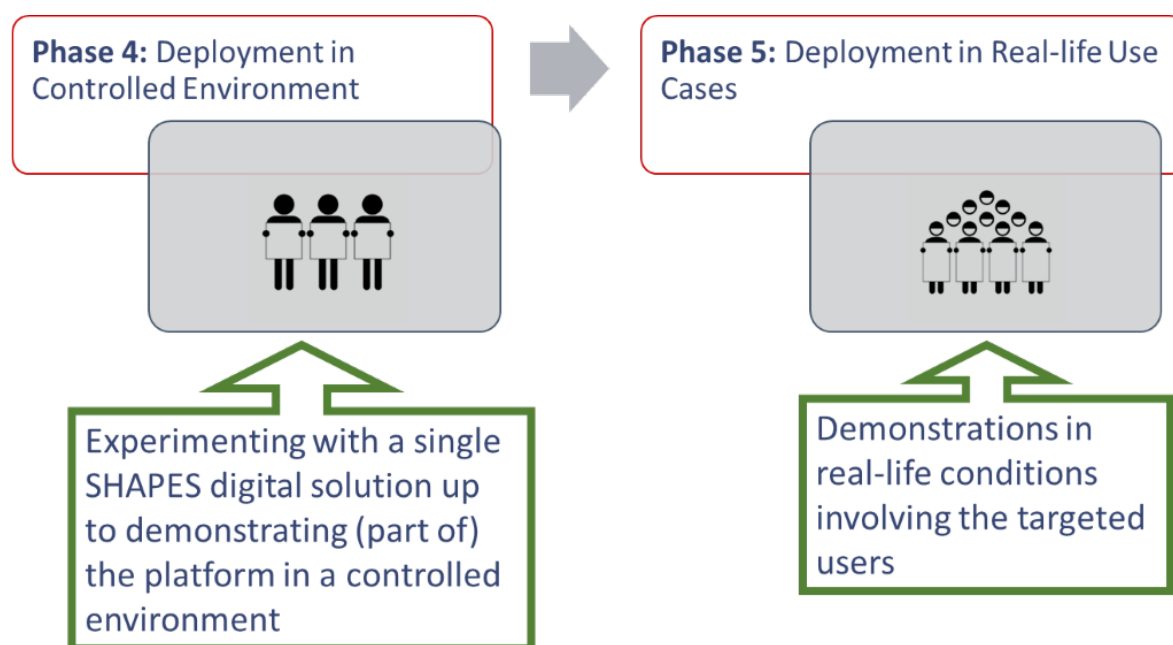 Phase 4: Deployment in
Controlled Environment
Phase 5: Deployment in Real-life Use
Cases
Experimenting with a single
SHAPES digital solution up
to demonstrating (part of)
the platform in a controlled
environment
Demonstrations in
real-life conditions
involving the targeted
users